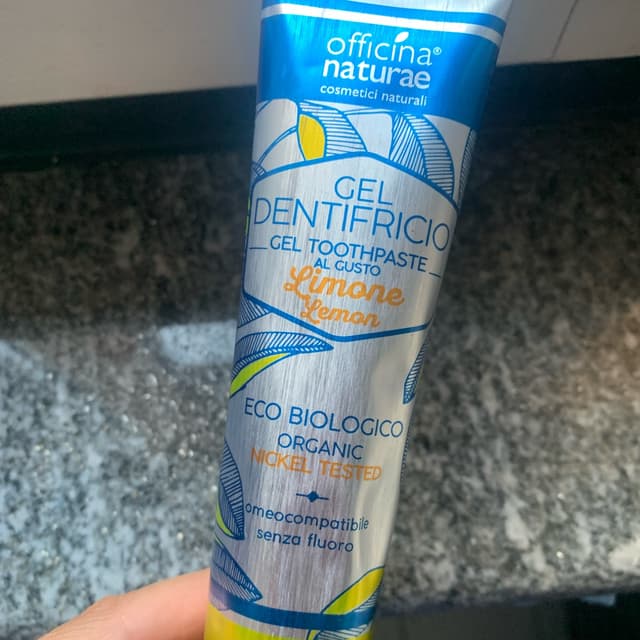 officina®
naturae
cosmetici naturali
GEL
DENTIFRICIO
GEL TOOTHPASTE
AL GUSTO
Limone
Lemon
ECO BIOLOGICO
ORGANIC
NICKEL TESTED
omeocompatibile
senza fluoro